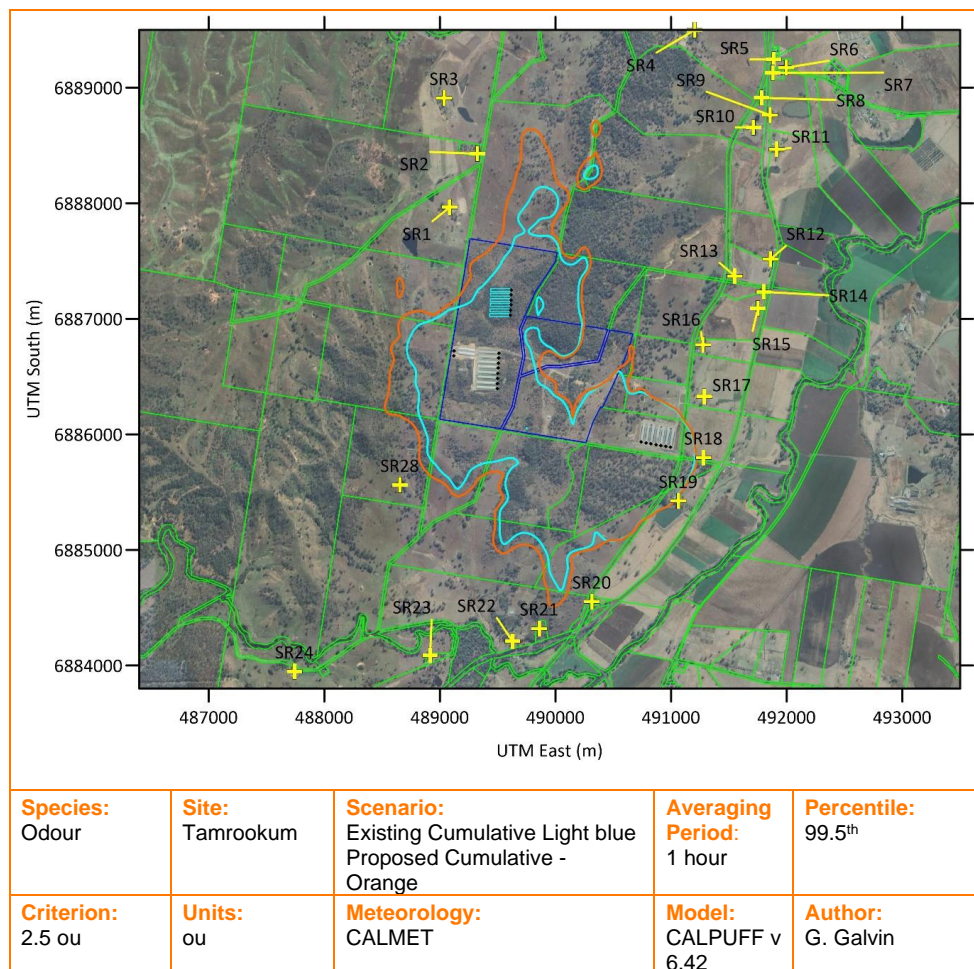 SR5
SR6
SR4
SR7
SR9
SR3
SR8
SR10
SR11
SR2
SR1
SR12
SR13
SR14
SR16
SR15
SR17
SR18
SR28
SR19
SR20
SR23
SR22
SR21
SR24
6889000
6888000
6887000
6886000
6885000
6884000
UTM South (m)
487000 488000 489000 490000 491000 492000 493000
UTM East (m)
Species:
Odour
Site:
Tamrookum
Scenario:
Existing Cumulative Light blue
Proposed Cumulative -
Orange
Averaging
Period:
1 hour
Percentile:
99.5th
Criterion:
2.5 ou
Units:
ou
Meteorology:
CALMET
Model:
CALPUFF v
6.42
Author:
G. Galvin